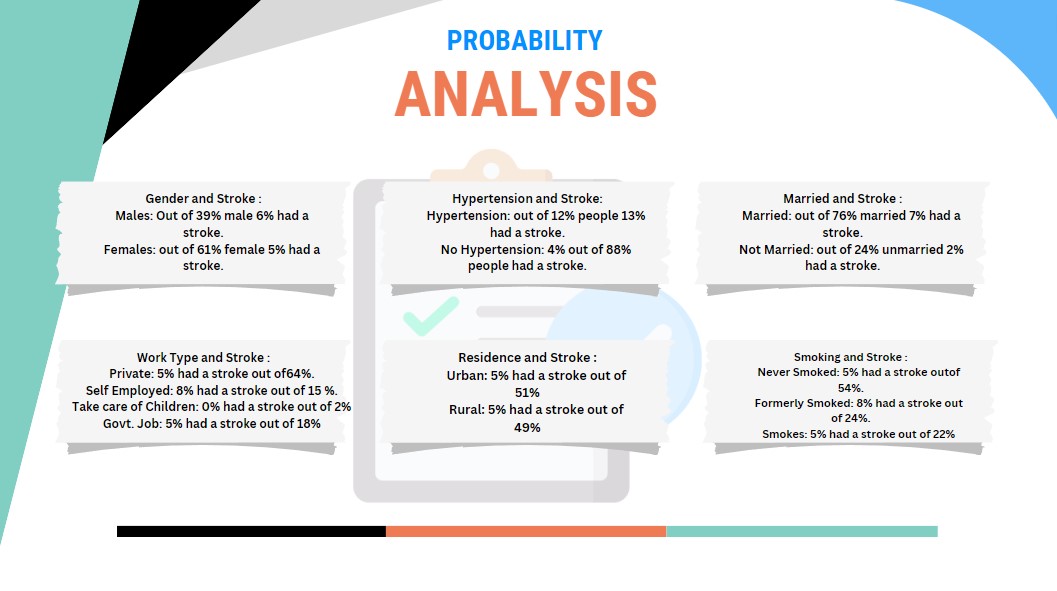 PROBABILITY
ANALYSIS
Gender and Stroke :
Males: Out of 39% male 6% had a
stroke.
Females: out of 61% female 5% had a
stroke.
Hypertension and Stroke:
Hypertension: out of 12% people 13%
had a stroke.
No Hypertension: 4% out of 88%
people had a stroke.
Married and Stroke :
Married: out of 76% married 7% had a
stroke.
Not Married: out of 24% unmarried 2%
had a stroke.
Work Type and Stroke :
Private: 5% had a stroke out of64%.
Self Employed: 8% had a stroke out of 15 %.
Take care of Children: 0% had a stroke out of 2%
Govt. Job: 5% had a stroke out of 18%
Residence and Stroke :
Urban: 5% had a stroke out of
51%
Rural: 5% had a stroke out of
49%
Smoking and Stroke :
Never Smoked: 5% had a stroke outof
54%.
Formerly Smoked: 8% had a stroke out
of 24%.
Smokes: 5% had a stroke out of 22%